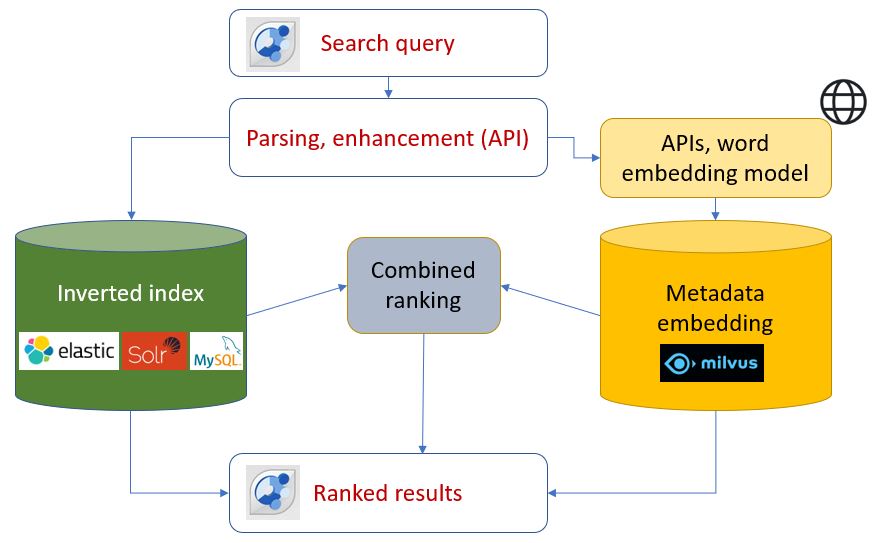 Search query
Parsing, enhancement (API)
APIs, word
embedding model
Inverted index
elastic
Solr
MySQL
Combined
ranking
Metadata
embedding
milvus
Ranked results